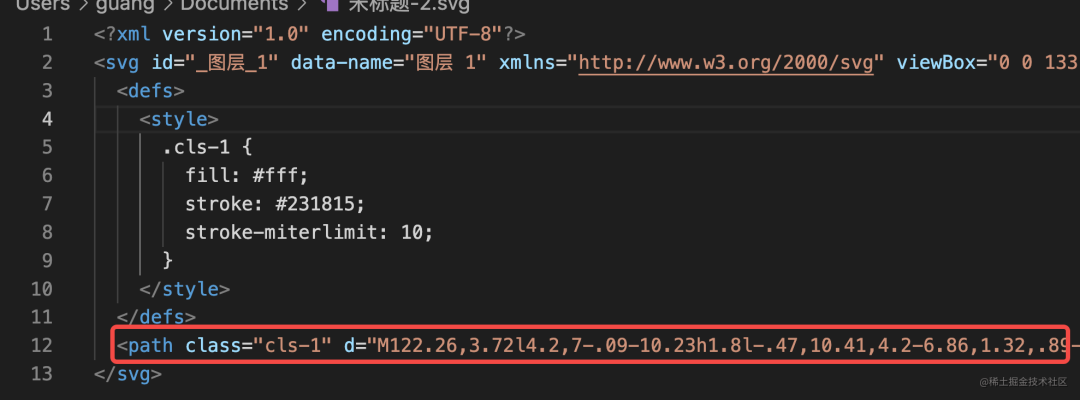 Users > guang > Documents > 未标题-2.svg
1 <?xml version="1.0" encoding="UTF-8"?>
2 <svg id="_图层_1" data-name="图层 1" xmlns="http://www.w3.org/2000/svg" viewBox="0 0 133
3 <defs>
4 <style>
5 .cls-1 {
6 fill: #fff;
7 stroke: #231815;
8 stroke-miterlimit: 10;
9 }
10 </style>
11 </defs>
12 <path class="cls-1" d="M122.26,3.72l4.2,7-.09-10.23h1.8l-.47,10.41,4.2-6.86,1.32,.89-
13 </svg>
@稀土掘金技术社区